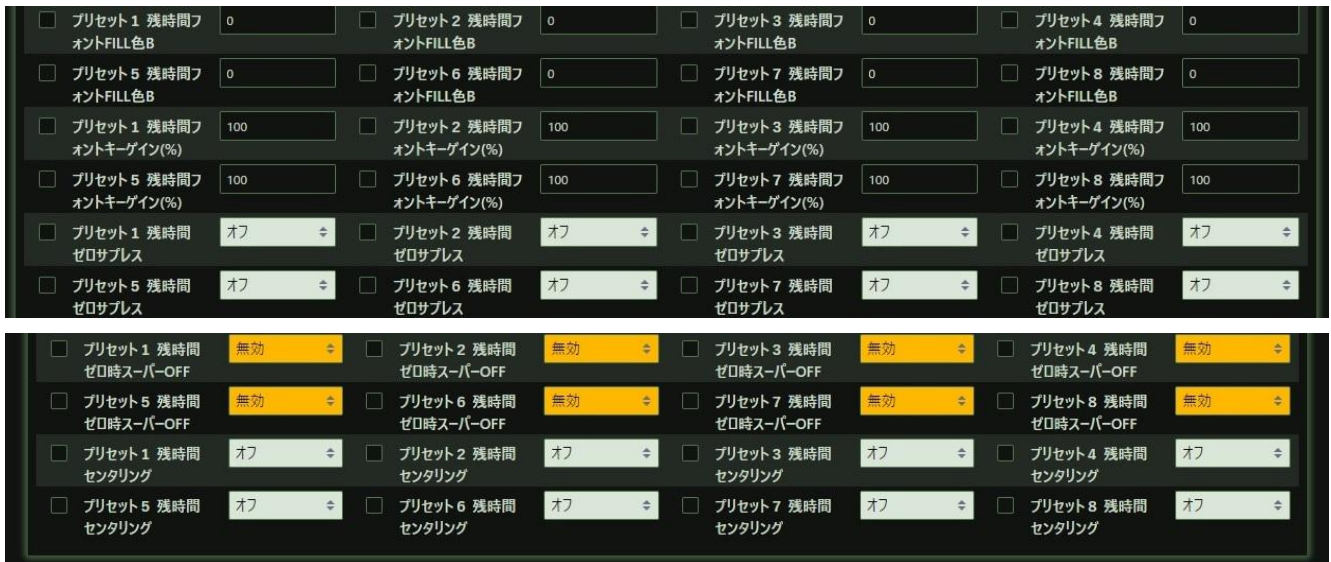 プリセット1 残時間フ 0 プリセット2 残時間フ 0 プリセット3 残時間フ 0 プリセット4 残時間フ 0
ォントFILL色B ォントFILL色B ォントFILL色B ォントFILL色B
プリセット5 残時間フ 0 プリセット6 残時間フ 0 プリセット7 残時間フ 0 プリセット8 残時間フ 0
ォントFILL色B ォントFILL色B ォントFILL色B ォントFILL色B
プリセット1 残時間フ 100 プリセット2 残時間フ 100 プリセット3 残時間フ 100 プリセット4 残時間フ 100
ォントキーゲイン(%) ォントキーゲイン(%) ォントキーゲイン(%) ォントキーゲイン(%)
プリセット5 残時間フ 100 プリセット6 残時間フ 100 プリセット7 残時間フ 100 プリセット8 残時間フ 100
ォントキーゲイン(%) ォントキーゲイン(%) ォントキーゲイン(%) ォントキーゲイン(%)
プリセット1 残時間 オフ プリセット2 残時間 オフ プリセット3 残時間 オフ プリセット4 残時間 オフ
ゼロサプレス ゼロサプレス ゼロサプレス ゼロサプレス
プリセット5 残時間 オフ プリセット6 残時間 オフ プリセット7 残時間 オフ プリセット8 残時間 オフ
ゼロサプレス ゼロサプレス ゼロサプレス ゼロサプレス
プリセット1 残時間 無効 プリセット2 残時間 無効 プリセット3 残時間 無効 プリセット4 残時間 無効
ゼロ時スーパーOFF ゼロ時スーパーOFF ゼロ時スーパーOFF ゼロ時スーパーOFF
プリセット5 残時間 無効 プリセット6 残時間 無効 プリセット7 残時間 無効 プリセット8 残時間 無効
ゼロ時スーパーOFF ゼロ時スーパーOFF ゼロ時スーパーOFF ゼロ時スーパーOFF
プリセット1 残時間 オフ プリセット2 残時間 オフ プリセット3 残時間 オフ プリセット4 残時間 オフ
センタリング センタリング センタリング センタリング
プリセット5 残時間 オフ プリセット6 残時間 オフ プリセット7 残時間 オフ プリセット8 残時間 オフ
センタリング センタリング センタリング センタリング